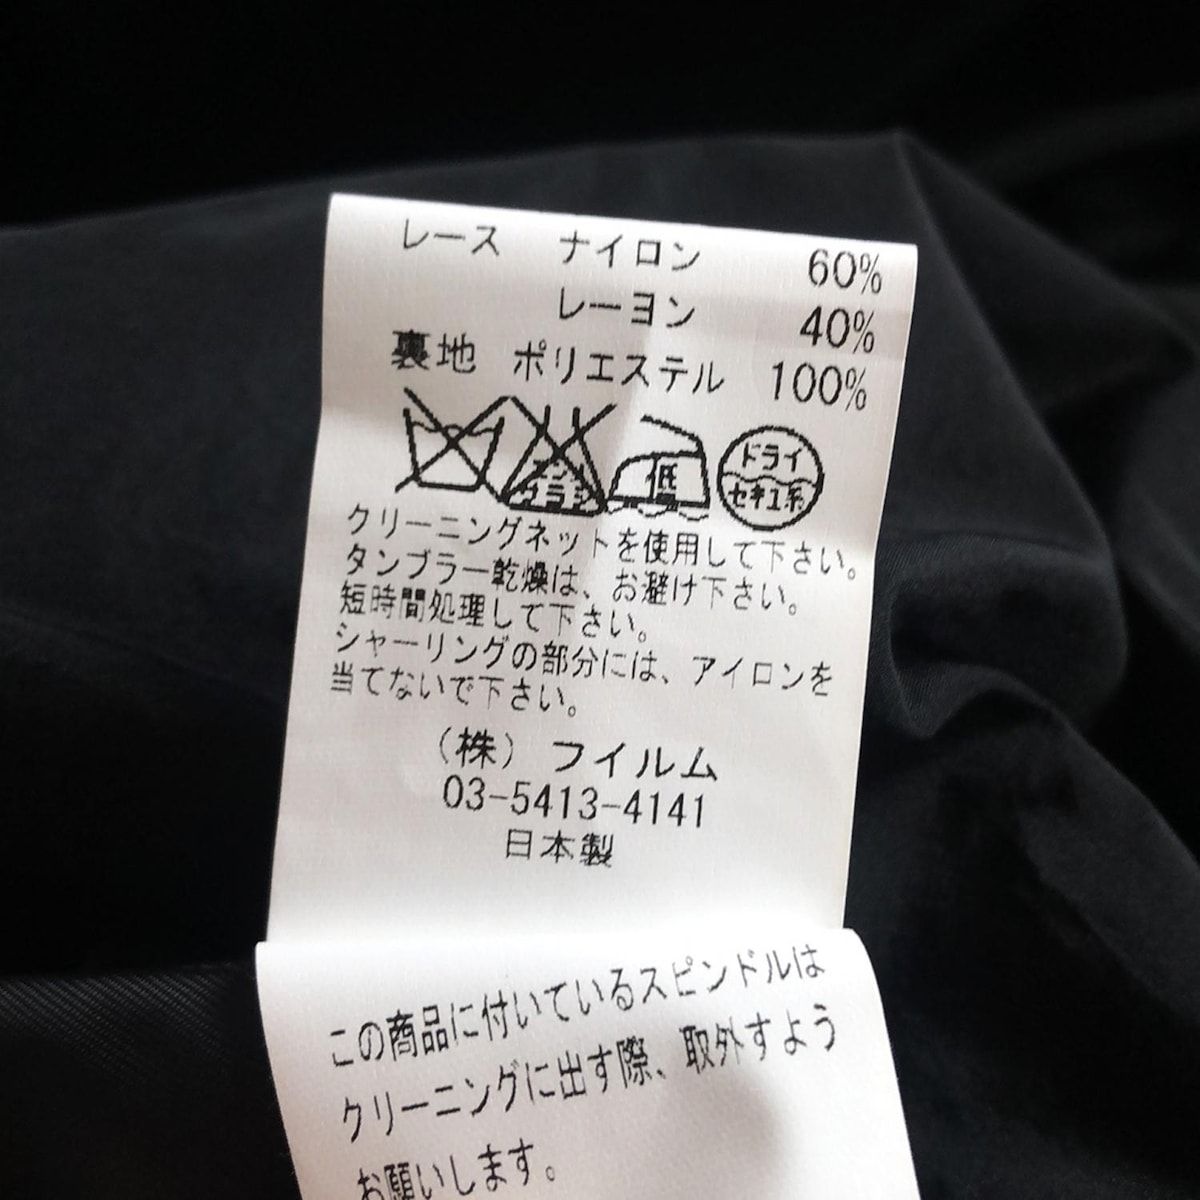 レース ナイロン 60%
レーヨン 40%
裏地 ポリエステル 100%
エンソ サラシ
低
ドライ
セキユ系
クリーニングネットを使用して下さい。
タンブラー乾燥は、お避け下さい。
短時間処理して下さい。
シャーリングの部分には、アイロンを
当てないで下さい。
(株) フイルム
03-5413-4141
日本製
この商品に付いているスピンドルは
クリーニングに出す際、取外すよう
お願いします。